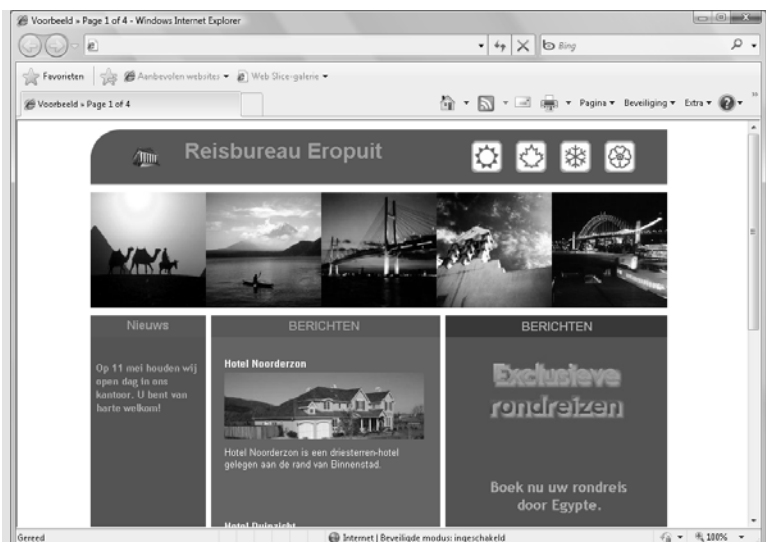 Voorbeeld » Page 1 of 4 - Windows Internet Explorer
Bing
Favorieten
Aanbevolen websites
Web Slice-galerie
Voorbeeld » Page 1 of 4
Pagina
Beveiliging
Extra
Reisbureau Eropuit
Nieuws
Op 11 mei houden wij
open dag in ons
kantoor. U bent van
harte welkom!
BERICHTEN
Hotel Noorderzon
Hotel Noorderzon is een driesterren-hotel
gelegen aan de rand van Binnenstad.
Hotel Duinzicht
BERICHTEN
Exclusieve
rondreizen
Boek nu uw rondreis
door Egypte.
Gereed
Internet | Beveiligde modus: ingeschakeld
100%